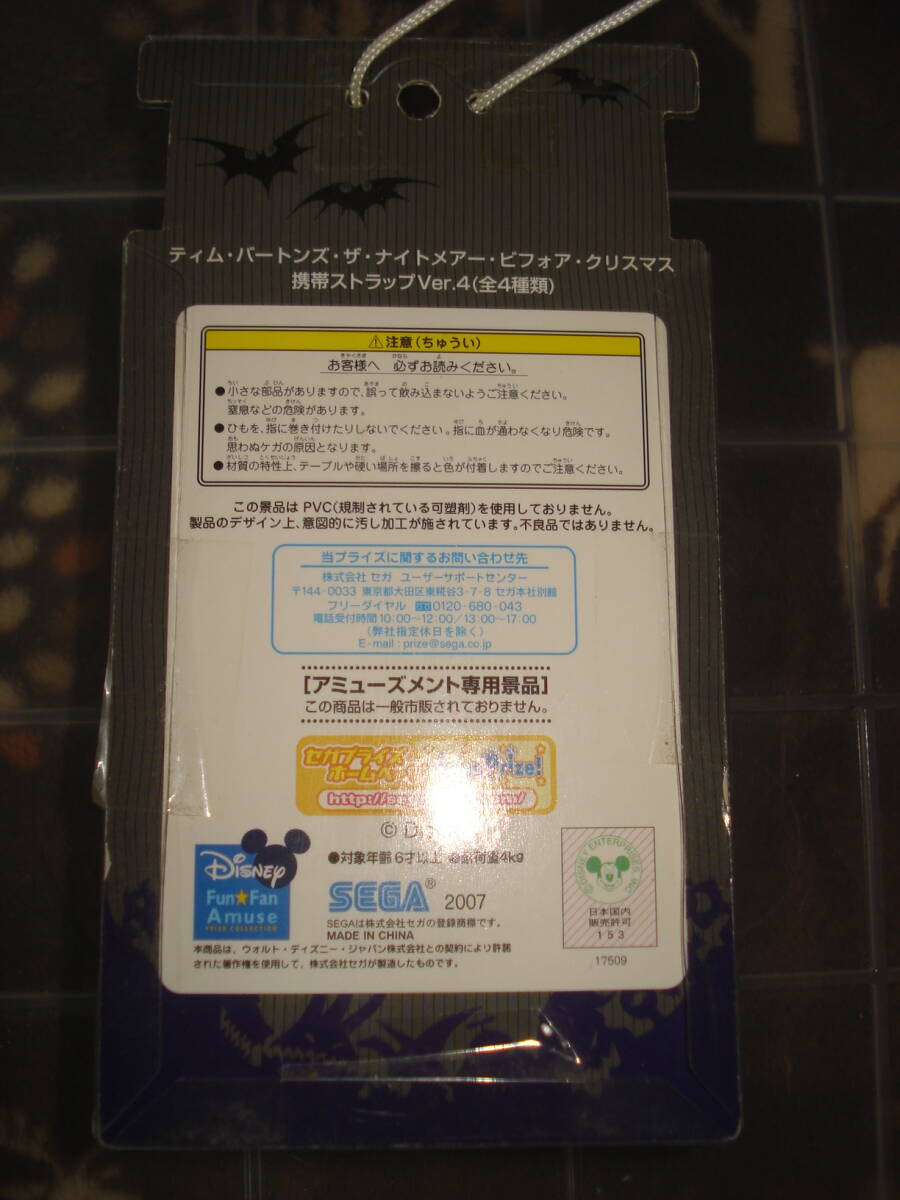 ティム・バートンズ・ザ・ナイトメアー・ビフォア・クリスマス
携帯ストラップVer.4(全4種類)
⚠注意(ちゅうい)
お客様へ 必ずお読みください。
●小さな部品がありますので、誤って飲み込まないようご注意ください。
窒息などの危険があります。
●ひもを、指に巻き付けたりしないでください。指に血が通わなくなり危険です。
思わぬケガの原因となります。
●材質の特性上、テーブルや硬い場所を擦ると色が付着しますのでご注意ください。
この景品は PVC(規制されている可塑剤)を使用しておりません。
製品のデザイン上、意図的に汚し加工が施されています。不良品ではありません。
当プライズに関するお問い合わせ先
株式会社 セガ ユーザーサポートセンター
〒144-0033 東京都大田区東糀谷3-7-8 セガ本社別館
フリーダイヤル 0120-680-043
電話受付時間 10:00~12:00/13:00~17:00
(弊社指定休日を除く)
E-mail : prize@sega.co.jp
[アミューズメント専用景品]
この商品は一般市販されておりません。
セガプライズ
ホーム
Prize!
http://
©
●対象年齢 6才以上 4kg
DISNEY
Fun★Fan
Amuse
PRIZE COLLECTION
SEGA® 2007
SEGAは株式会社セガの登録商標です。
MADE IN CHINA
本商品は、ウォルト・ディズニー・ジャパン株式会社との契約により許諾
された著作権を使用して、株式会社セガが製造したものです。
©DISNEY ENTERPRISES, INC.
日本国内
販売許可
153
17509